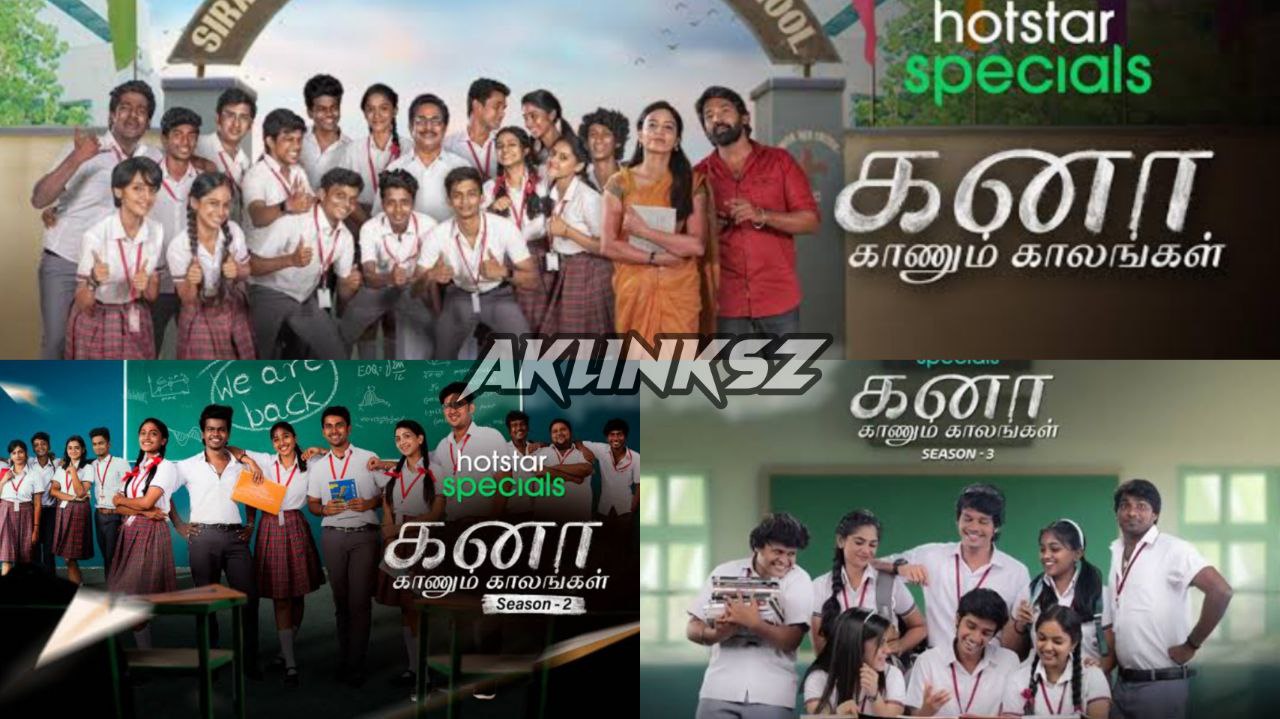 hotstar
specials
கனா
காணும் காலங்கள்
AKLINKSZ
We are
back
hotstar
specials
கனா
காணும் காலங்கள்
Season - 2
specials
கனா
காணும் காலங்கள்
SEASON - 3